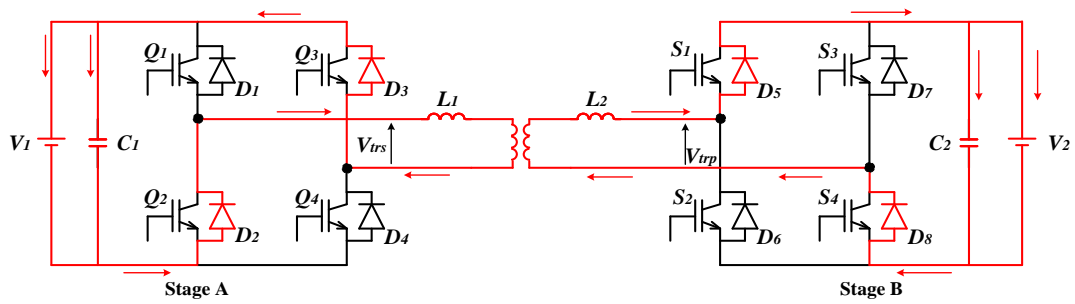 Q1
Q3
S1
S3
D1
D3
D5
D7
L1
L2
V1
C1
Vtrs
Vtrp
C2
V2
Q2
Q4
S2
S4
D2
D4
D6
D8
Stage A
Stage B